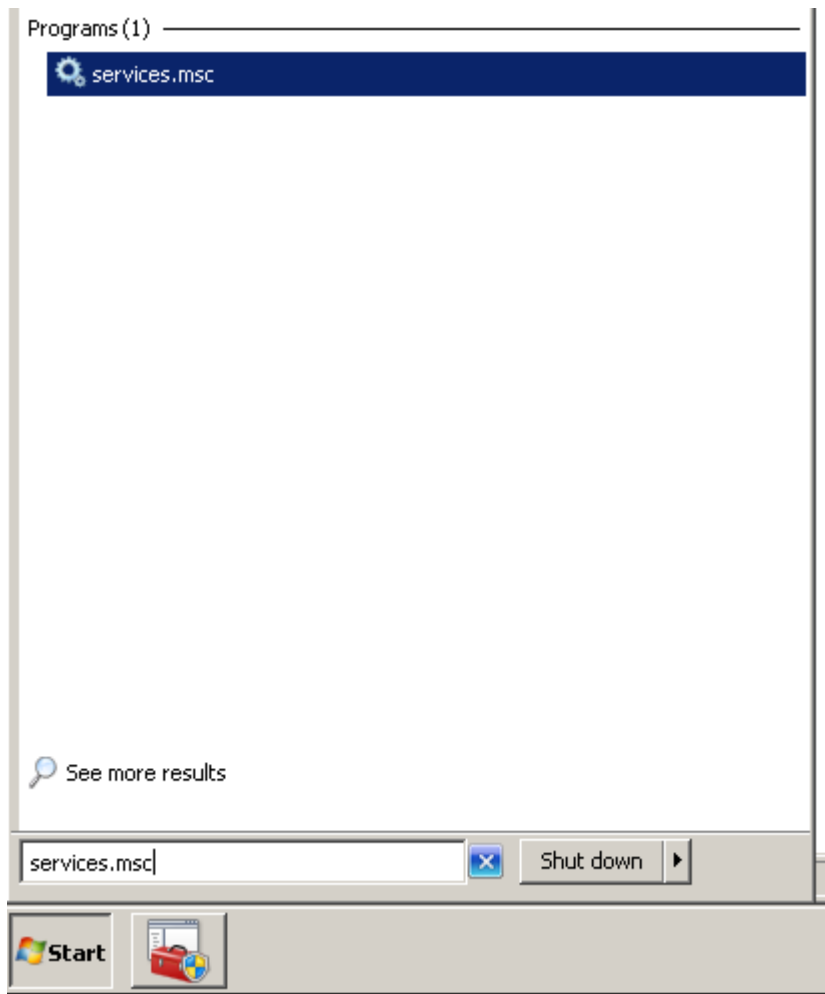 Programs (1)
services.msc
See more results
services.msc
Shut down
Start